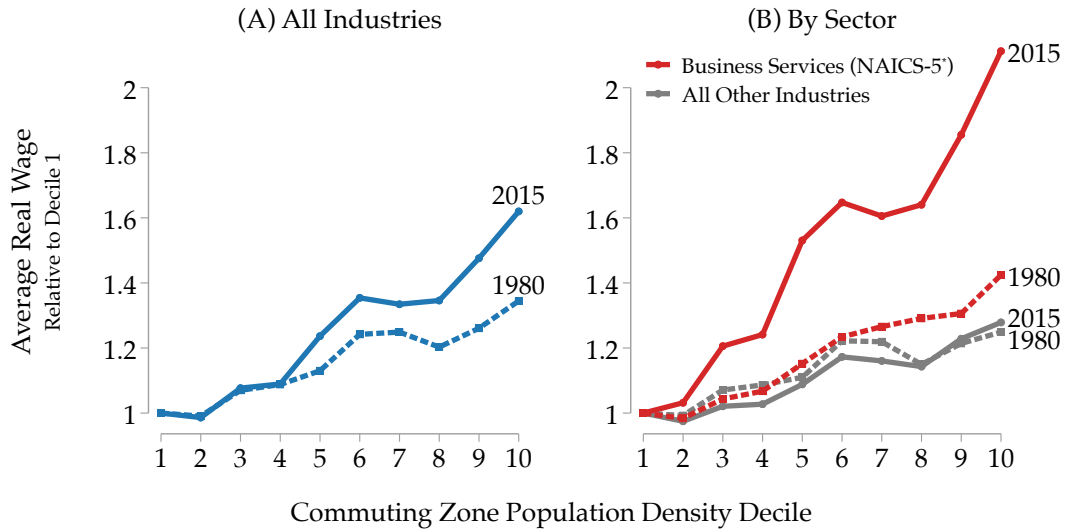 (A) All Industries
Average Real Wage
Relative to Decile 1
2
1.8
1.6
1.4
1.2
1
2015
1980
1 2 3 4 5 6 7 8 9 10
(B) By Sector
Business Services (NAICS-5*)
All Other Industries
2
1.8
1.6
1.4
1.2
1
2015
1980
2015
1980
1 2 3 4 5 6 7 8 9 10
Commuting Zone Population Density Decile